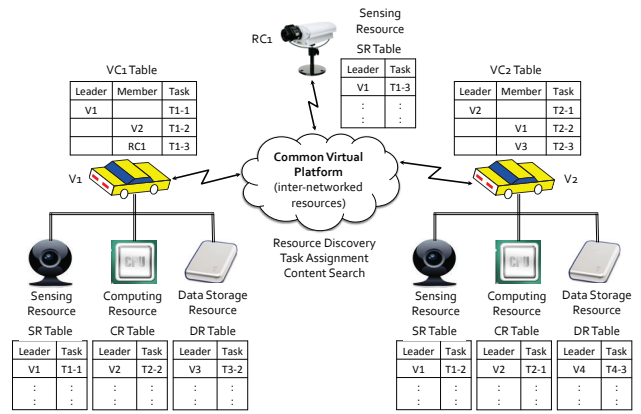 RC1
Sensing
Resource
SR Table
Leader Task
V1 T1-3
: :
: :
VC1 Table
Leader Member Task
V1 T1-1
V2 T1-2
RC1 T1-3
V1
VC2 Table
Leader Member Task
V2 T2-1
V1 T2-2
V3 T2-3
V2
Common Virtual
Platform
(inter-networked
resources)
Resource Discovery
Task Assignment
Content Search
CPU
Sensing
Resource
Computing
Resource
Data Storage
Resource
SR Table
Leader Task
V1 T1-1
: :
: :
CR Table
Leader Task
V2 T2-2
: :
: :
DR Table
Leader Task
V3 T3-2
: :
: :
CPU
Sensing
Resource
Computing
Resource
Data Storage
Resource
SR Table
Leader Task
V1 T1-2
: :
: :
CR Table
Leader Task
V2 T2-1
: :
: :
DR Table
Leader Task
V4 T4-3
: :
: :